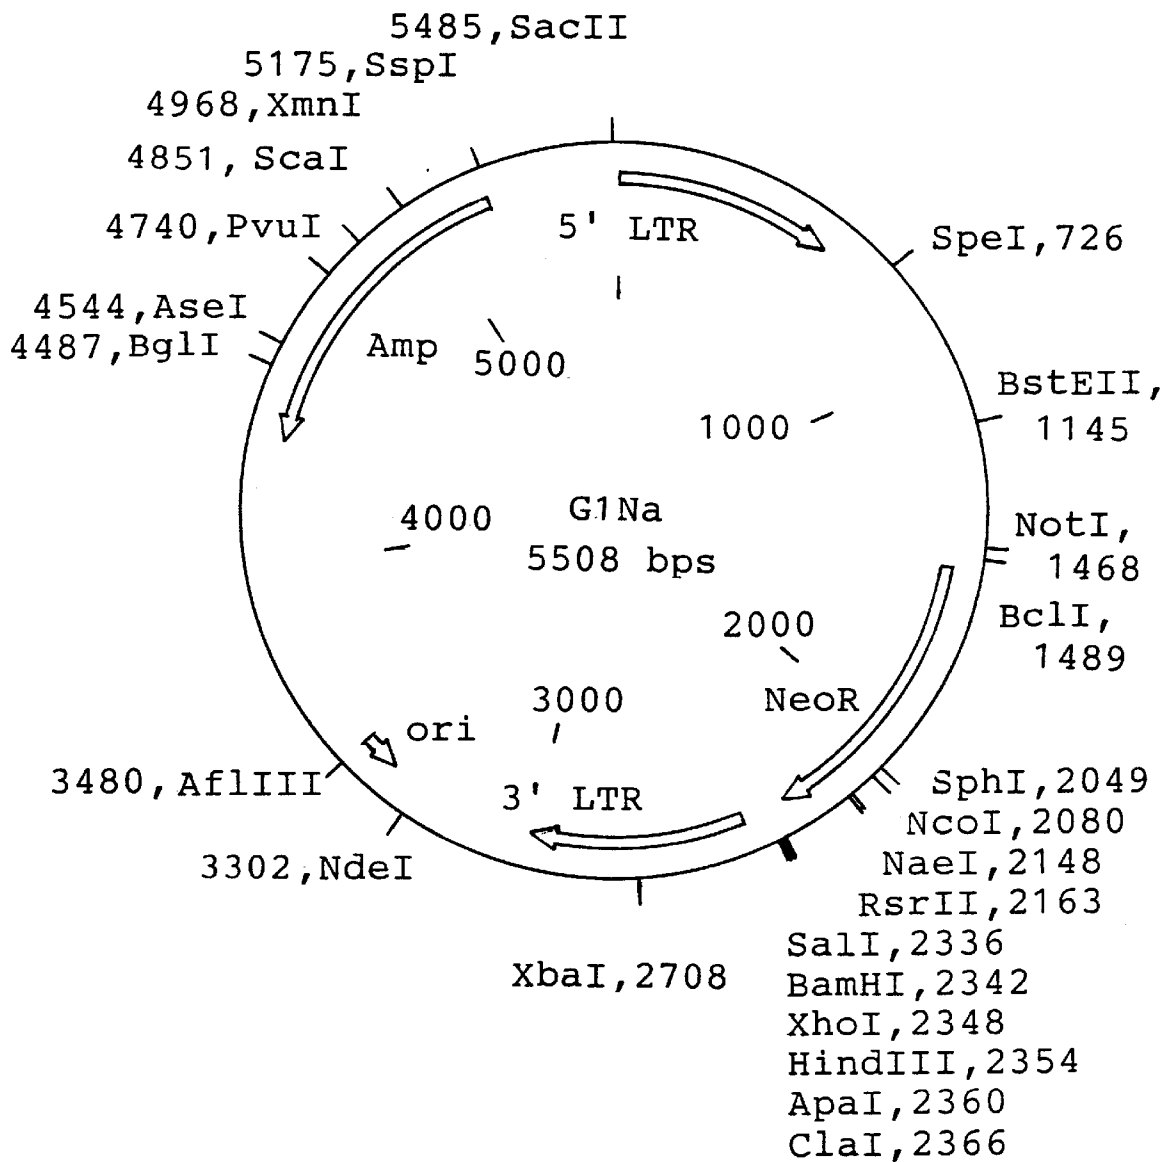 5485,SacII
5175,SspI
4968,XmnI
4851, ScaI
4740,PvuI
4544,AseI
4487,BglI
5' LTR
SpeI,726
Amp
5000
BstEII,
1145
1000
NotI,
1468
4000
G1Na
5508 bps
BclI,
1489
2000
NeoR
3000
ori
3480,AflIII
3' LTR
SphI,2049
NcoI,2080
NaeI,2148
RsrII,2163
3302,NdeI
SalI,2336
BamHI,2342
XhoI,2348
HindIII,2354
ApaI,2360
ClaI,2366
XbaI,2708